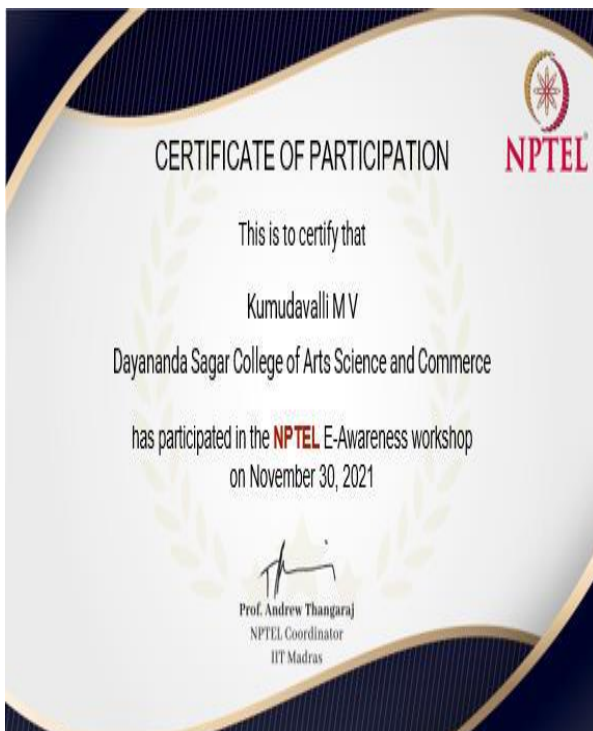 NPTEL
CERTIFICATE OF PARTICIPATION
This is to certify that
Kumudavalli M V
Dayananda Sagar College of Arts Science and Commerce
has participated in the NPTEL E-Awareness workshop
on November 30, 2021
Prof. Andrew Thangaraj
NPTEL Coordinator
IIT Madras